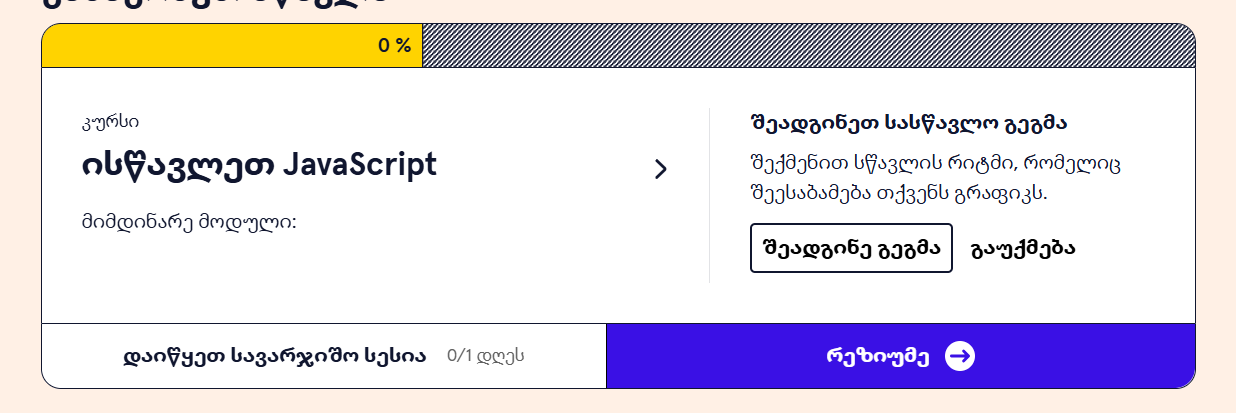 0 %
კურსი
ისწავლეთ JavaScript
მიმდინარე მოდული:
შეადგინეთ სასწავლო გეგმა
შექმენით სწავლის რიტმი, რომელიც
შეესაბამება თქვენს გრაფიკს.
შეადგინე გეგმა გაუქმება
დაიწყეთ სავარჯიშო სესია 0/1 დღეს
რეზიუმე